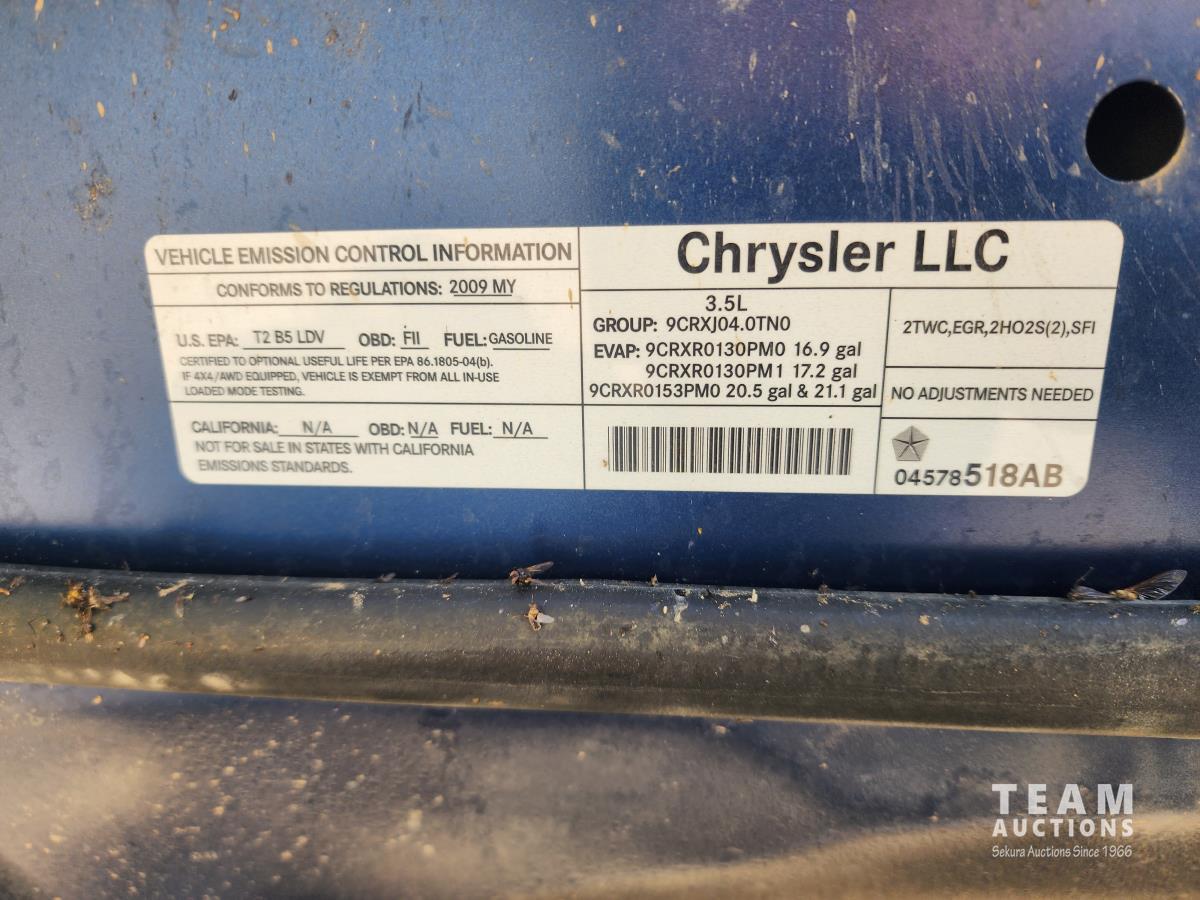 VEHICLE EMISSION CONTROL INFORMATION
CONFORMS TO REGULATIONS: 2009 MY
U.S. EPA: T2 B5 LDV OBD: FII FUEL: GASOLINE
CERTIFIED TO OPTIONAL USEFUL LIFE PER EPA 86.1805-04(b).
IF 4X4/AWD EQUIPPED, VEHICLE IS EXEMPT FROM ALL IN-USE
LOADED MODE TESTING.
CALIFORNIA: N/A OBD: N/A FUEL: N/A
NOT FOR SALE IN STATES WITH CALIFORNIA
EMISSIONS STANDARDS.
Chrysler LLC
3.5L
GROUP: 9CRXJ04.0TN0
EVAP: 9CRXR0130PM0 16.9 gal
9CRXR0130PM1 17.2 gal
9CRXR0153PM0 20.5 gal & 21.1 gal
2TWC,EGR,2HO2S(2),SFI
NO ADJUSTMENTS NEEDED
04578518AB
TEAM
AUCTIONS
Sekura Auctions Since 1966